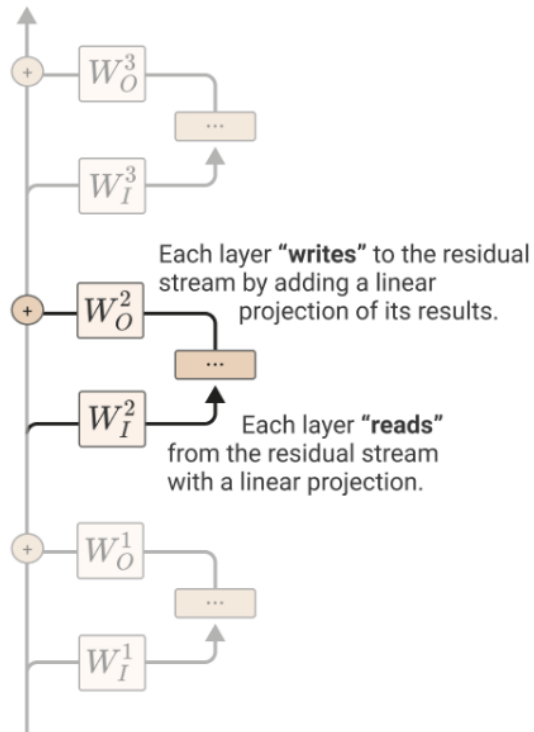 +
W_O^3
...
W_I^3
Each layer “writes” to the residual
stream by adding a linear
projection of its results.
+
W_O^2
...
W_I^2
Each layer “reads”
from the residual stream
with a linear projection.
+
W_O^1
...
W_I^1